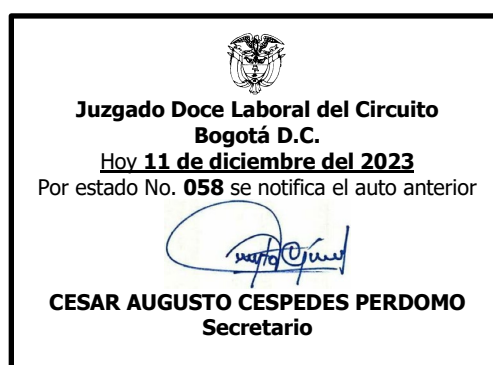 Juzgado Doce Laboral del Circuito
Bogotá D.C.
Hoy 11 de diciembre del 2023
Por estado No. 058 se notifica el auto anterior
CESAR AUGUSTO CESPEDES PERDOMO
Secretario